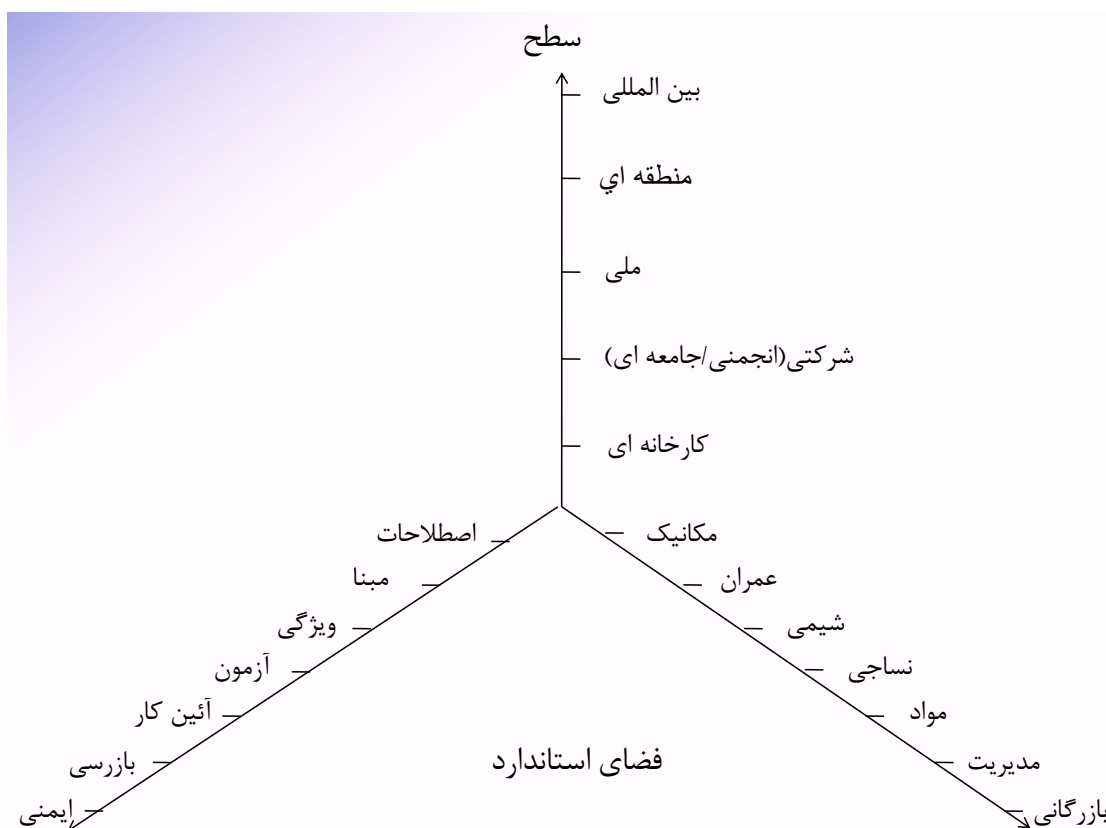 سطح
بین المللی
منطقه اي
ملی
شرکتی(انجمنی/جامعه ای)
کارخانه ای
مکانیک
عمران
شیمی
نساجی
مواد
مدیریت
بازرگانی
اصطلاحات
مبنا
ویژگی
آزمون
آئین کار
بازرسی
ایمنی
فضای استاندارد